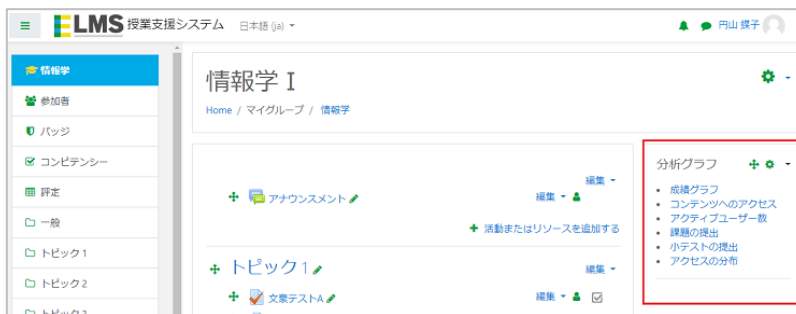 ELMS 授業支援システム 日本語 (ja)
円山 蝶子
情報学
参加者
バッジ
コンピテンシー
評定
一般
トピック 1
トピック 2
情報学 I
Home / マイグループ / 情報学
編集
アナウンスメント 編集
活動またはリソースを追加する
トピック 1 編集
文章テストA 編集
分析グラフ
成績グラフ
コンテンツへのアクセス
アクティブユーザー数
課題の提出
小テストの提出
アクセスの分布